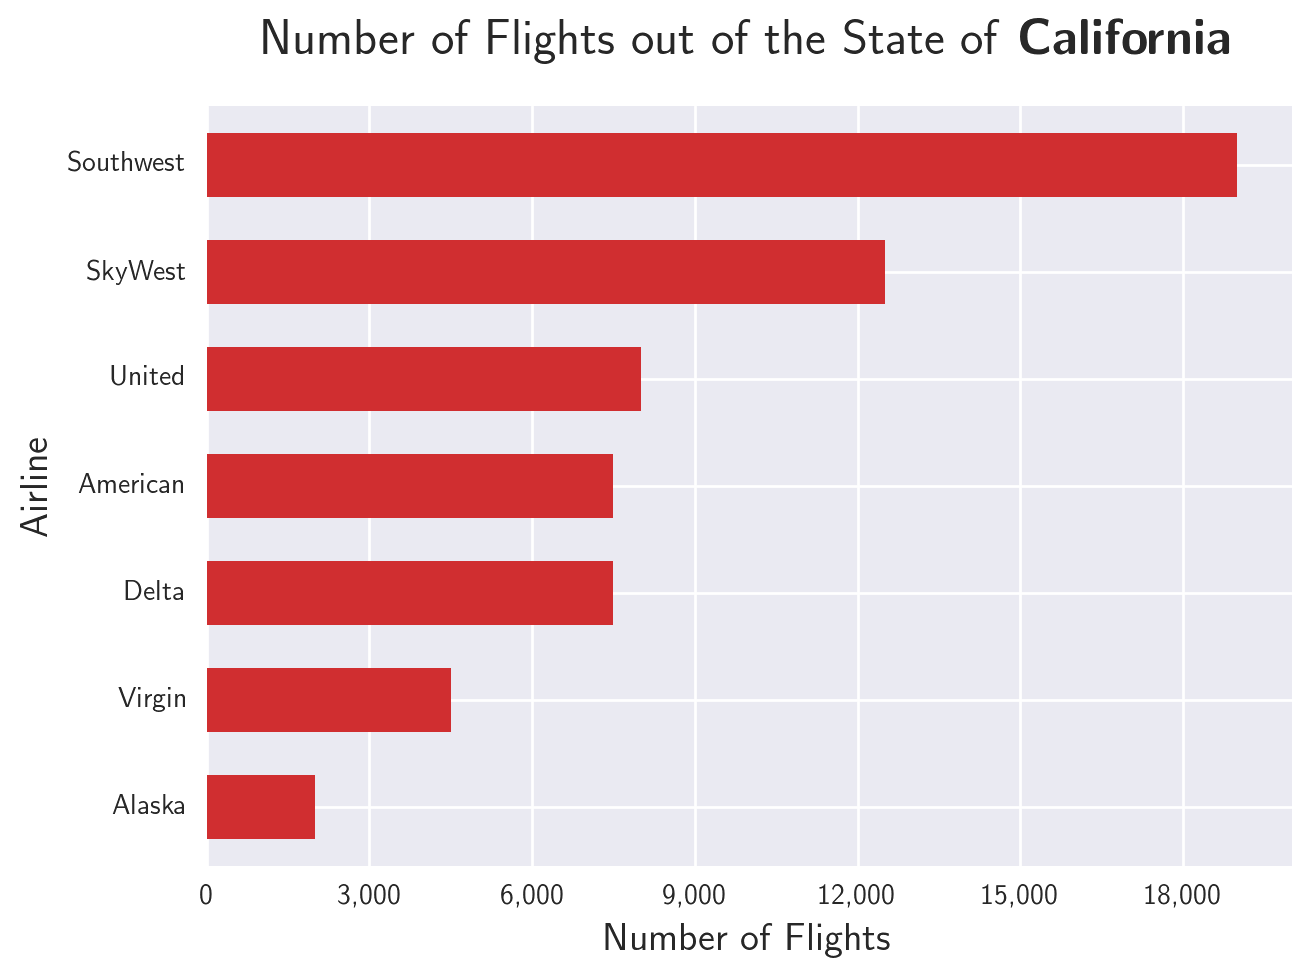 Number of Flights out of the State of California
Southwest
SkyWest
United
American
Delta
Virgin
Alaska
Airline
0 3,000 6,000 9,000 12,000 15,000 18,000
Number of Flights